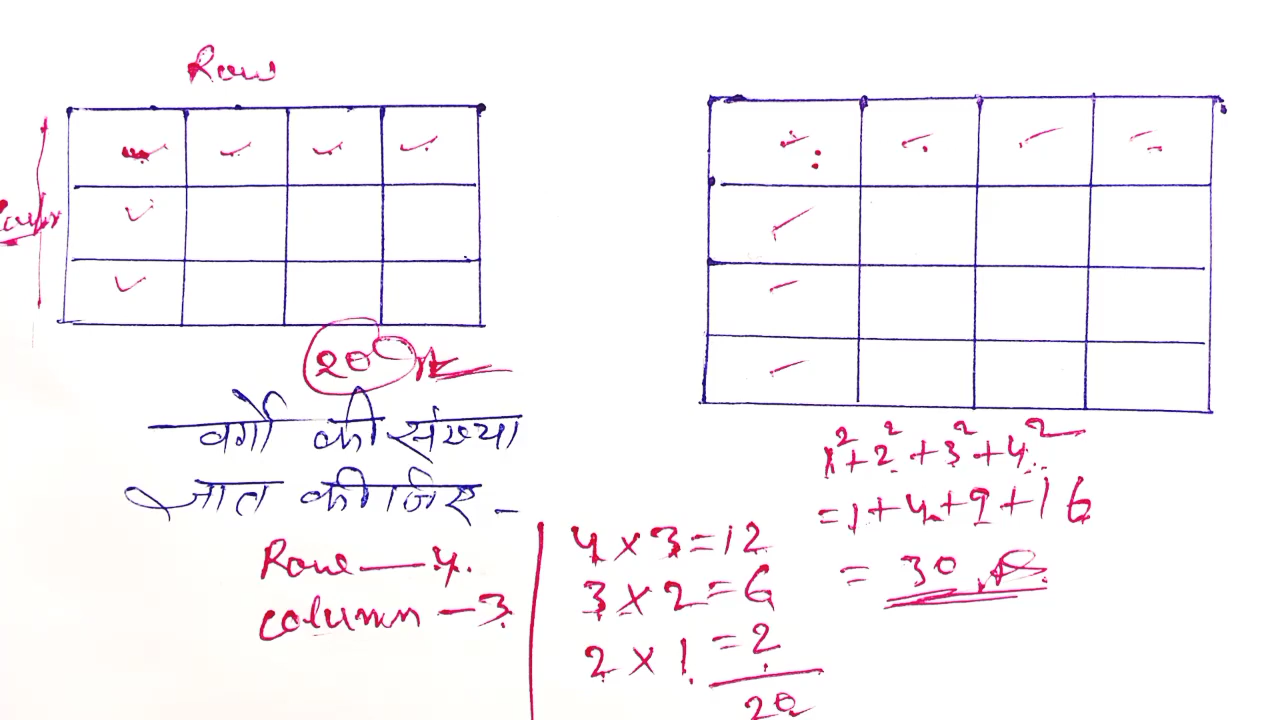 Row
20
वर्गो की संख्या
ज्ञात कीजिए -
Row — 4
column - 3
4 × 3 = 12
3 × 2 = 6
2 × 1 = 2
20
1² + 2² + 3² + 4²
= 1 + 4 + 9 + 16
= 30